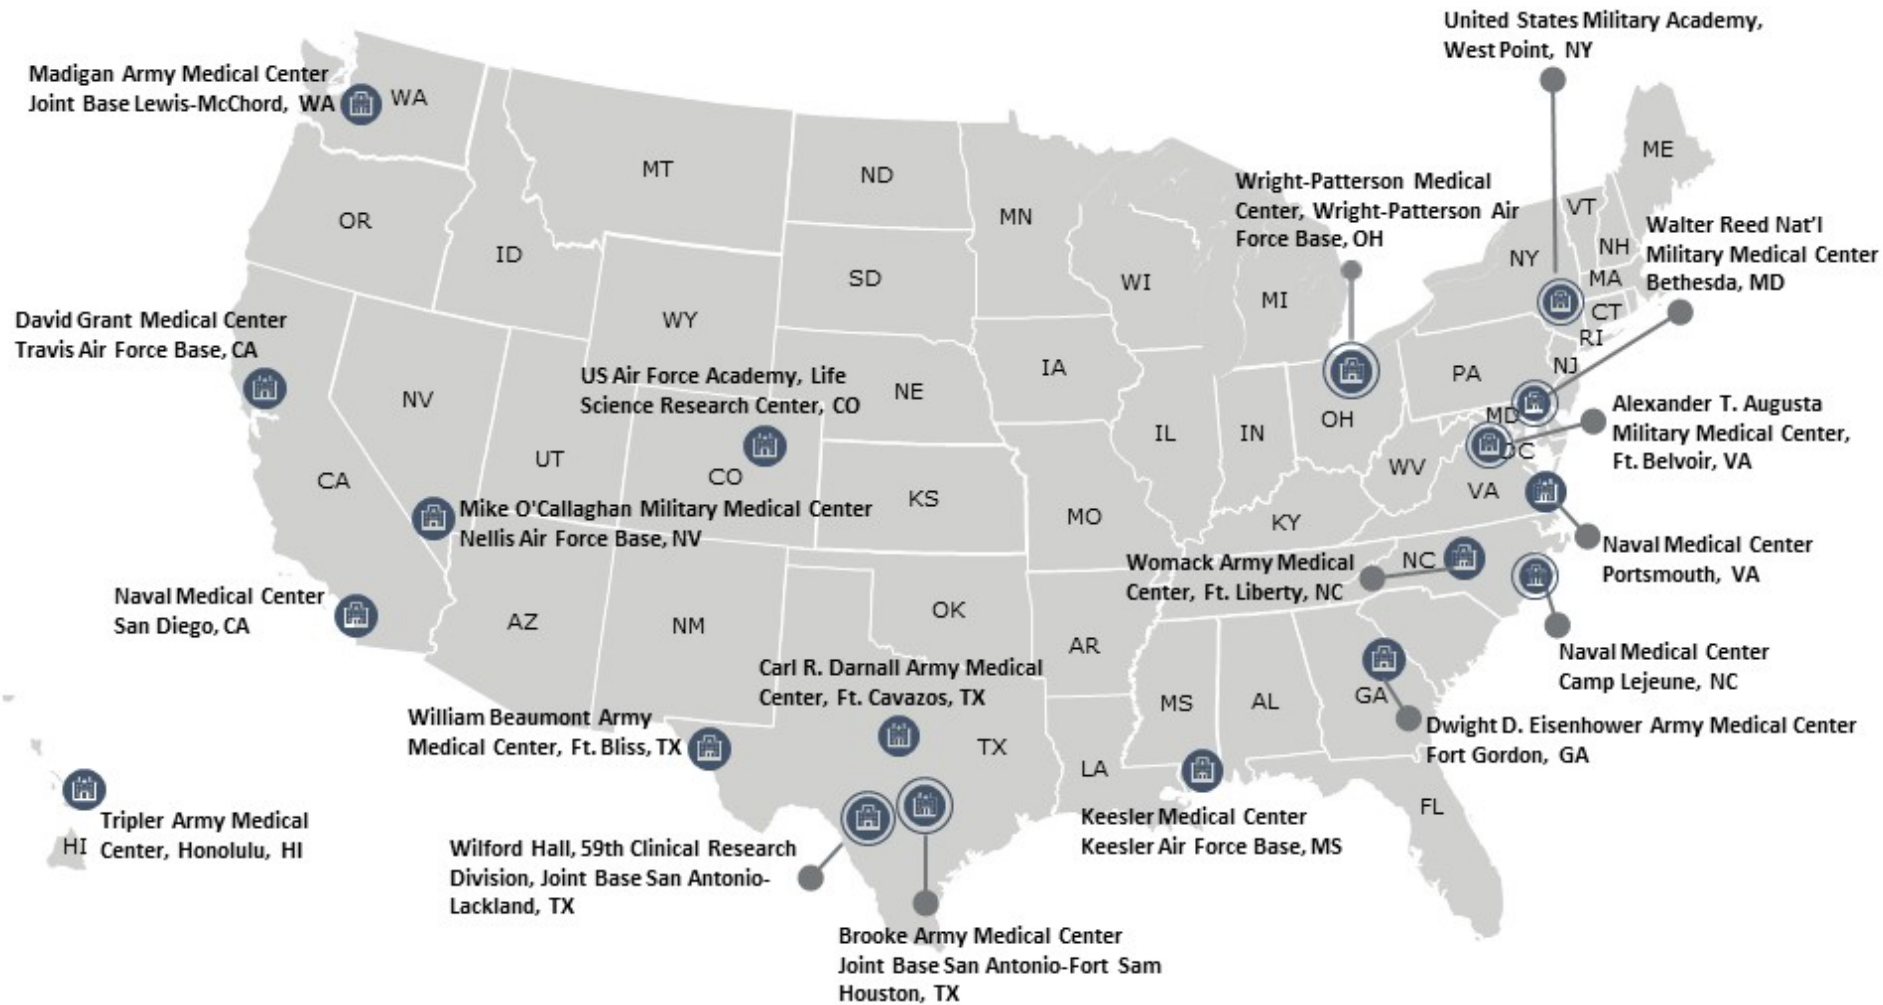 United States Military Academy,
West Point, NY
Madigan Army Medical Center
Joint Base Lewis-McChord, WA
WA
MT
ND
MN
ME
OR
ID
SD
WI
MI
NY
VT
NH
MA
CT
RI
Wright-Patterson Medical
Center, Wright-Patterson Air
Force Base, OH
Walter Reed Nat'l
Military Medical Center
Bethesda, MD
David Grant Medical Center
Travis Air Force Base, CA
WY
NV
US Air Force Academy, Life
Science Research Center, CO
NE
IA
PA
NJ
OH
MD
DC
Alexander T. Augusta
Military Medical Center,
Ft. Belvoir, VA
CA
UT
CO
KS
MO
IL
IN
WV
VA
KY
Mike O'Callaghan Military Medical Center
Nellis Air Force Base, NV
Naval Medical Center
Portsmouth, VA
Womack Army Medical
Center, Ft. Liberty, NC
NC
Naval Medical Center
San Diego, CA
AZ
NM
OK
AR
Naval Medical Center
Camp Lejeune, NC
Carl R. Darnall Army Medical
Center, Ft. Cavazos, TX
TX
MS
AL
GA
Dwight D. Eisenhower Army Medical Center
Fort Gordon, GA
William Beaumont Army
Medical Center, Ft. Bliss, TX
LA
FL
Keesler Medical Center
Keesler Air Force Base, MS
HI
Tripler Army Medical
Center, Honolulu, HI
Wilford Hall, 59th Clinical Research
Division, Joint Base San Antonio-
Lackland, TX
Brooke Army Medical Center
Joint Base San Antonio-Fort Sam
Houston, TX